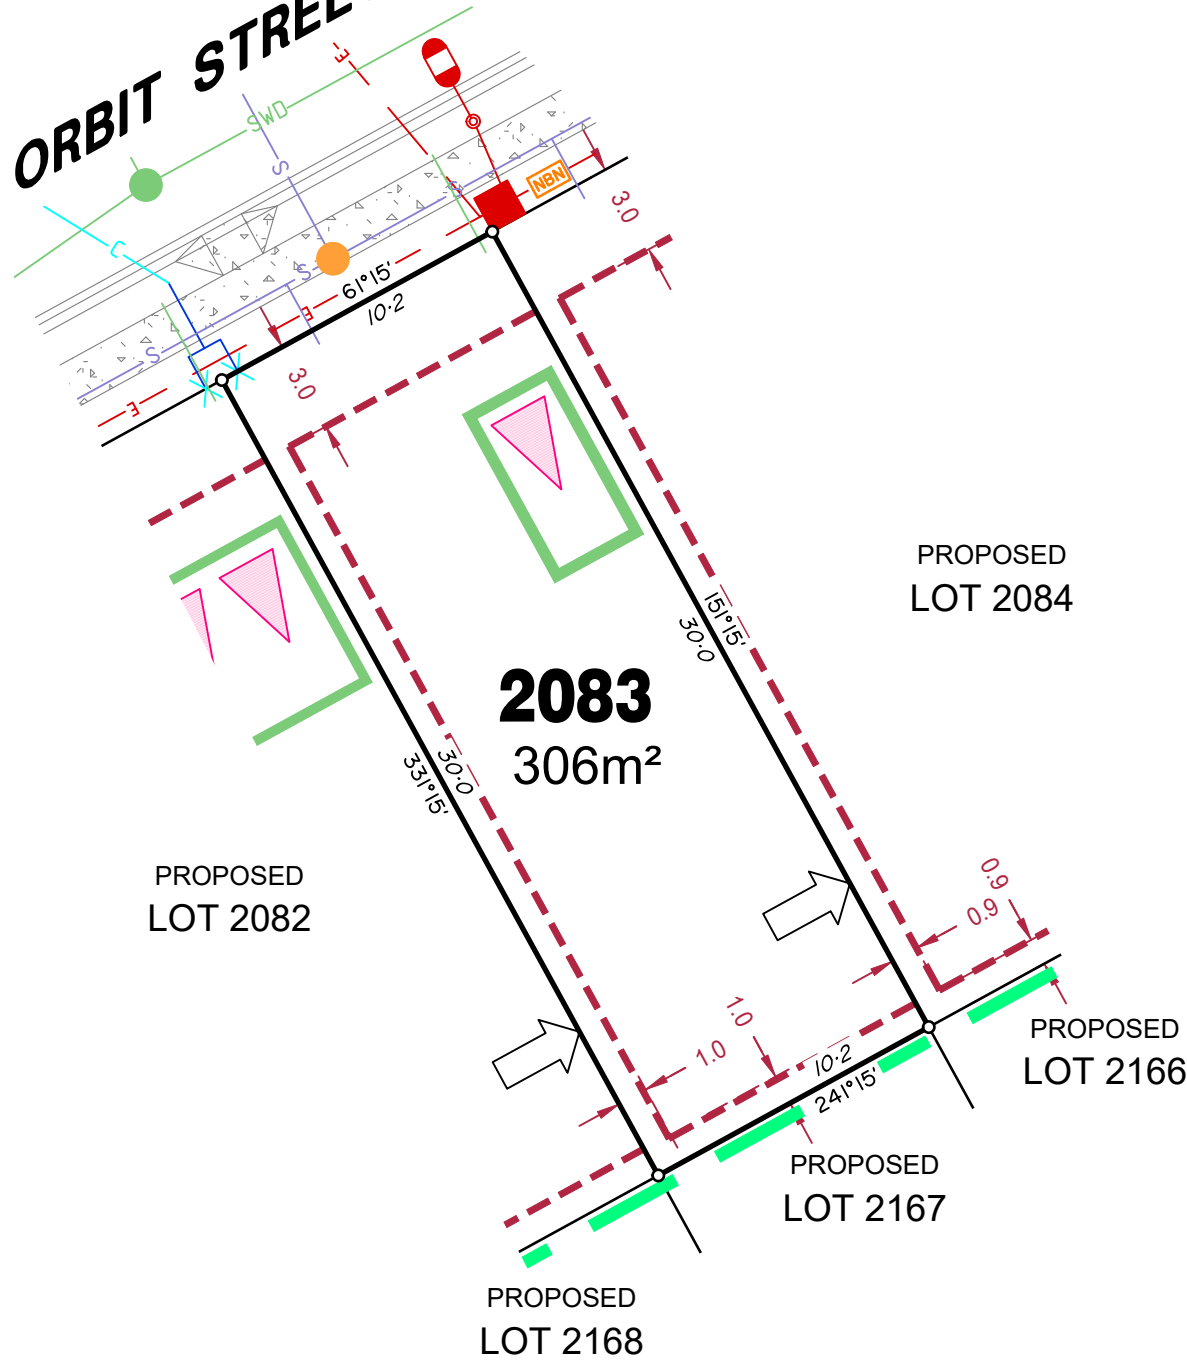 ORBIT STREE
E
SWD
S
NBN
S
3.0
C
S
61°15'
10·2
E
S
3.0
E
PROPOSED
LOT 2084
151°15'
30·0
2083
306m²
30·0
331°15'
PROPOSED
LOT 2082
0.9
0.9
1.0
1.0
10·2
241°15'
PROPOSED
LOT 2166
PROPOSED
LOT 2167
PROPOSED
LOT 2168